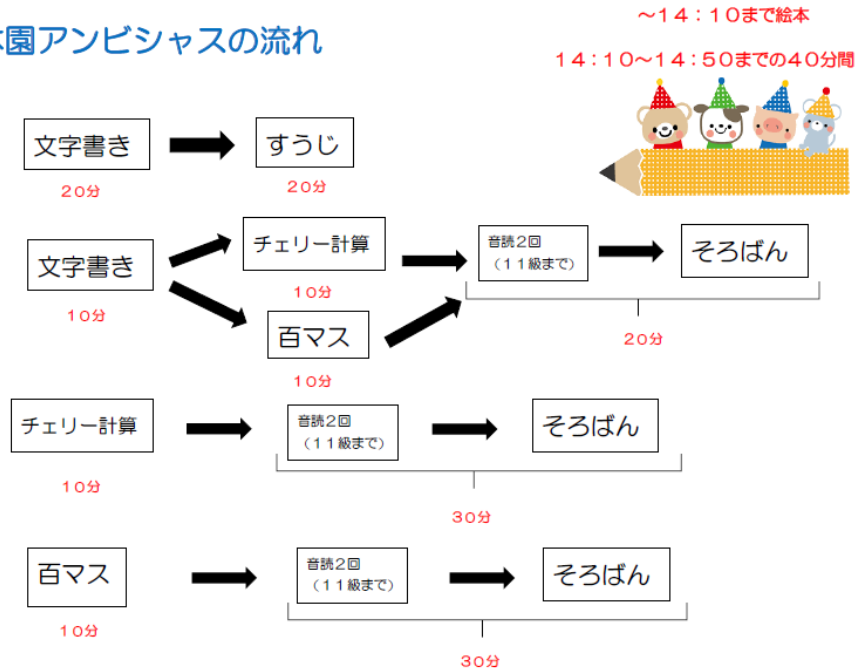 園アンビシャスの流れ
～１４：１０まで絵本
１４：１０～１４：５０までの４０分間
文字書き
すうじ
２０分
２０分
文字書き
チェリー計算
音読２回
（１１級まで）
そろばん
１０分
１０分
百マス
２０分
１０分
チェリー計算
音読２回
（１１級まで）
そろばん
１０分
３０分
百マス
音読２回
（１１級まで）
そろばん
１０分
３０分